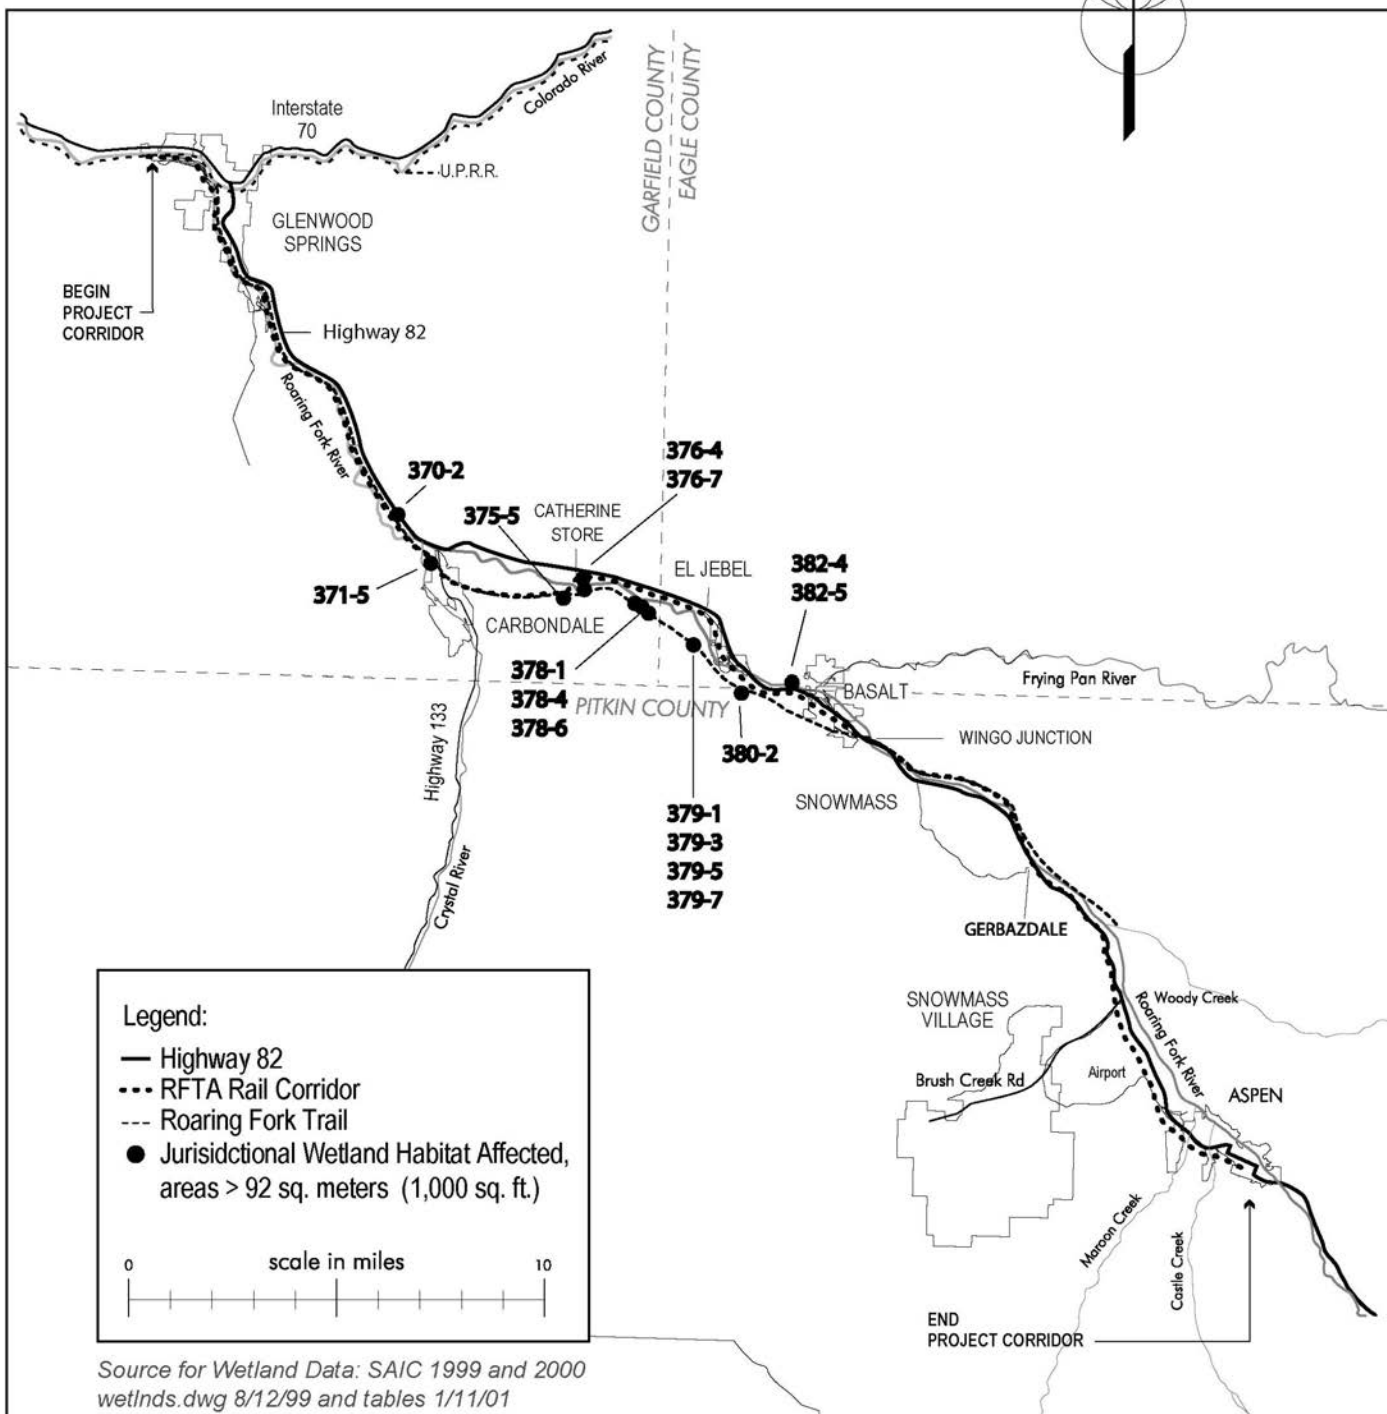 Colorado River
GARFIELD COUNTY
EAGLE COUNTY
Interstate
70
U.P.R.R.
GLENWOOD
SPRINGS
BEGIN
PROJECT
CORRIDOR
Highway 82
Roaring Fork River
370-2
376-4
376-7
375-5
CATHERINE
STORE
EL JEBEL
382-4
382-5
371-5
CARBONDALE
378-1
378-4
378-6
PITKIN COUNTY
BASALT
Frying Pan River
WINGO JUNCTION
380-2
Highway 133
SNOWMASS
379-1
379-3
379-5
379-7
Crystal River
GERBAZDALE
SNOWMASS
VILLAGE
Woody Creek
Roaring Fork River
Brush Creek Rd
Airport
ASPEN
Maroon Creek
Castle Creek
END
PROJECT CORRIDOR
Legend:
Highway 82
RFTA Rail Corridor
Roaring Fork Trail
Jurisidctional Wetland Habitat Affected,
areas > 92 sq. meters (1,000 sq. ft.)
scale in miles
0 10
Source for Wetland Data: SAIC 1999 and 2000
wetlnds.dwg 8/12/99 and tables 1/11/01